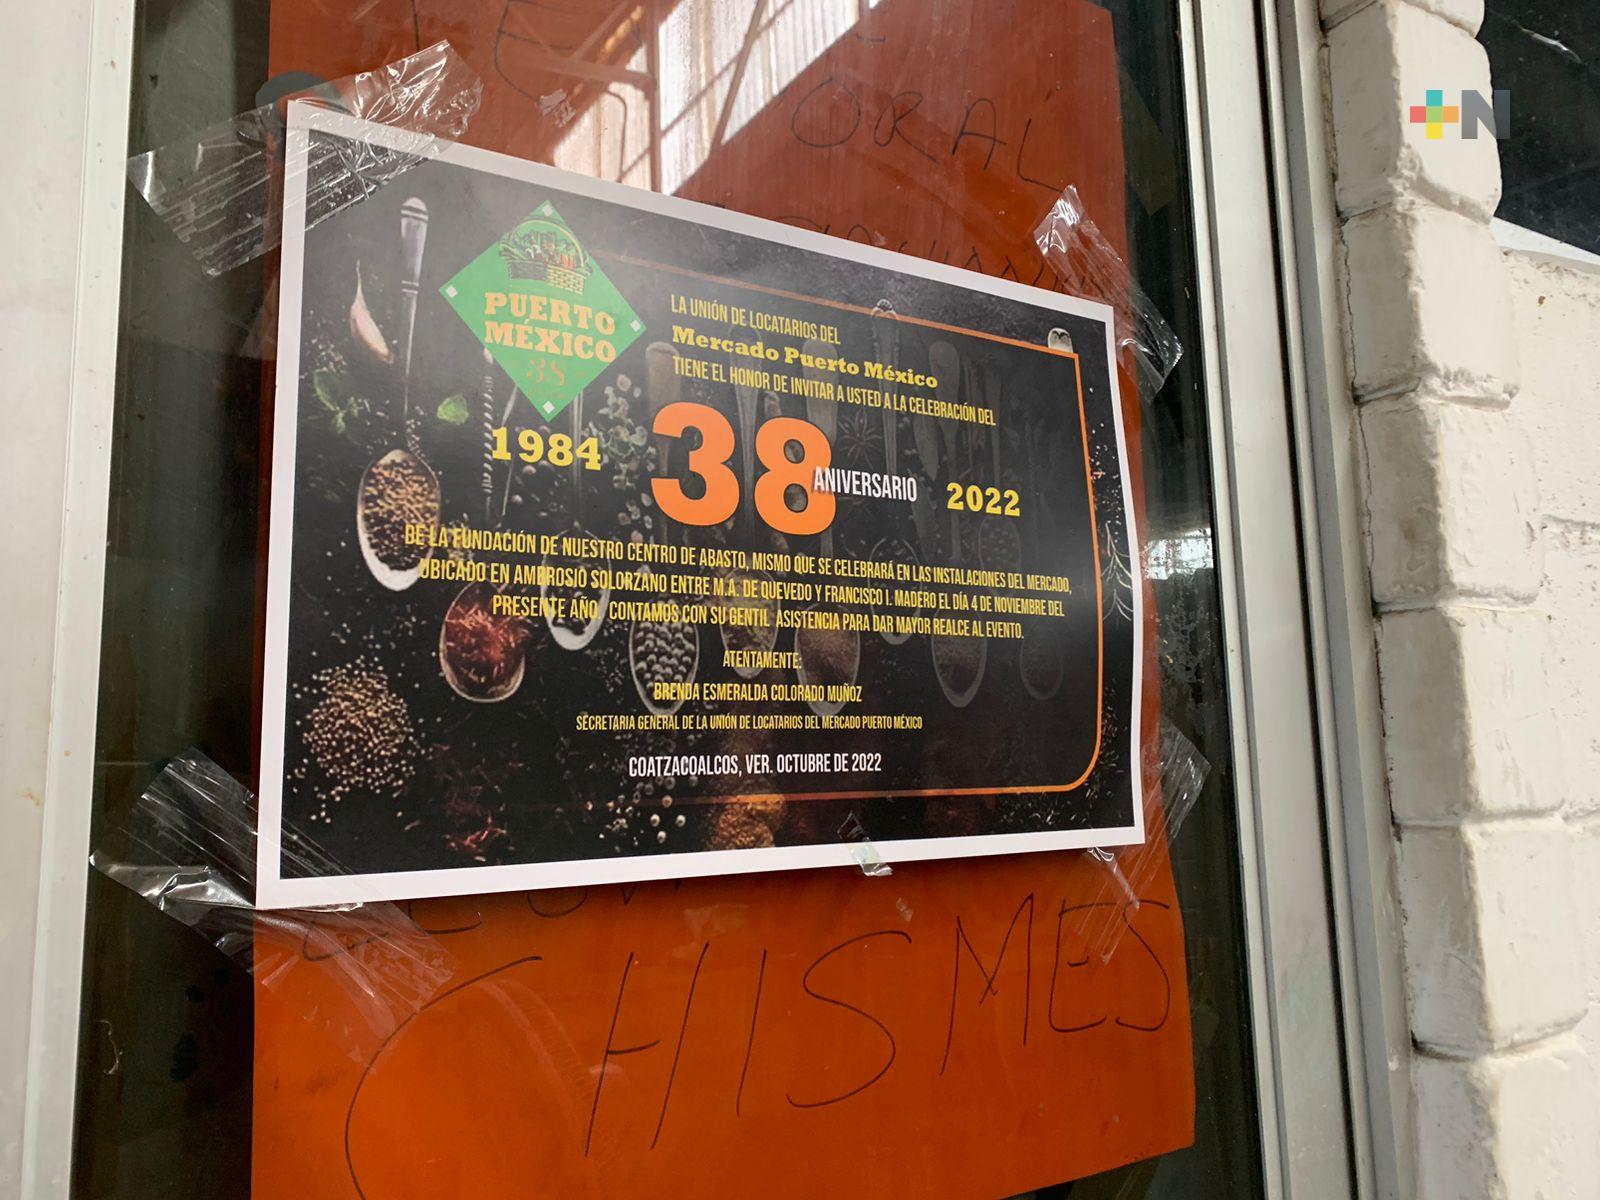 ORAL
+N
PUERTO
MÉXICO
38
LA UNIÓN DE LOCATARIOS DEL
Mercado Puerto México
TIENE EL HONOR DE INVITAR A USTED A LA CELEBRACIÓN DEL
1984
38
ANIVERSARIO
2022
DE LA FUNDACIÓN DE NUESTRO CENTRO DE ABASTO, MISMO QUE SE CELEBRARÁ EN LAS INSTALACIONES DEL MERCADO,
UBICADO EN AMBROSIO SOLORZANO ENTRE M.A. DE QUEVEDO Y FRANCISCO I. MADERO EL DÍA 4 DE NOVIEMBRE DEL
PRESENTE AÑO. CONTAMOS CON SU GENTIL ASISTENCIA PARA DAR MAYOR REALCE AL EVENTO.
ATENTAMENTE:
BRENDA ESMERALDA COLORADO MUÑOZ
SECRETARIA GENERAL DE LA UNIÓN DE LOCATARIOS DEL MERCADO PUERTO MÉXICO
COATZACOALCOS, VER. OCTUBRE DE 2022
CHISMES